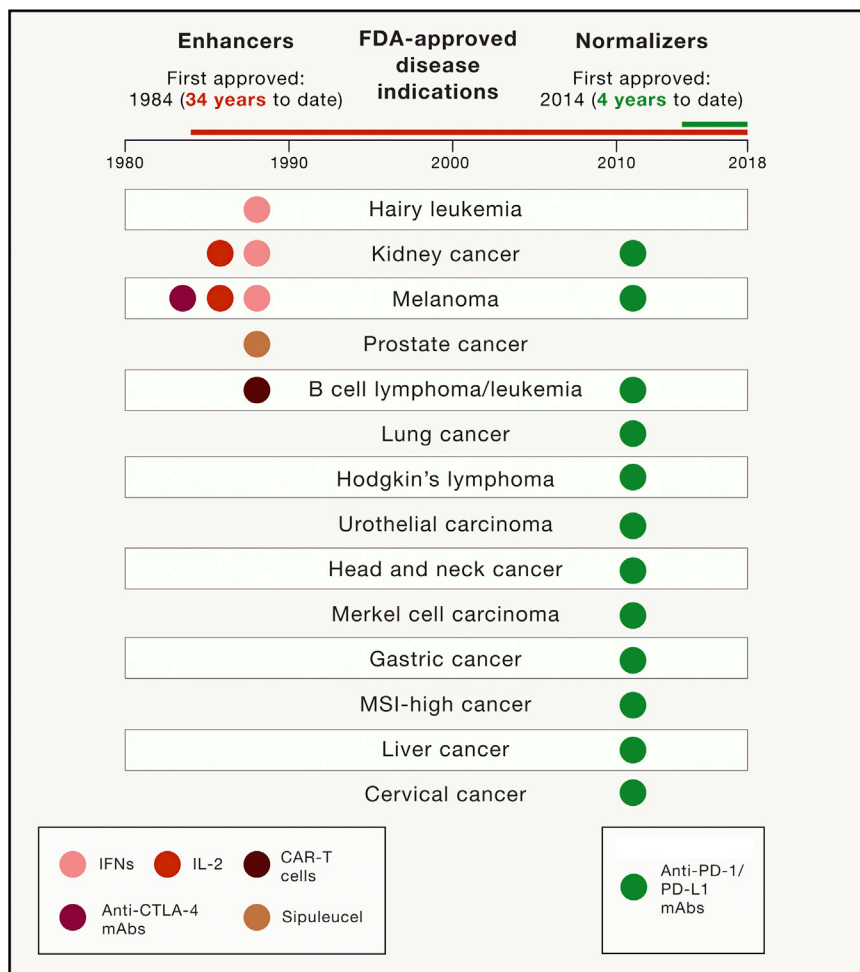 Enhancers
First approved:
1984 (34 years to date)
FDA-approved
disease
indications
Normalizers
First approved:
2014 (4 years to date)
1980 1990 2000 2010 2018
Hairy leukemia
Kidney cancer
Melanoma
Prostate cancer
B cell lymphoma/leukemia
Lung cancer
Hodgkin’s lymphoma
Urothelial carcinoma
Head and neck cancer
Merkel cell carcinoma
Gastric cancer
MSI-high cancer
Liver cancer
Cervical cancer
IFNs
IL-2
CAR-T
cells
Anti-CTLA-4
mAbs
Sipuleucel
Anti-PD-1/
PD-L1
mAbs